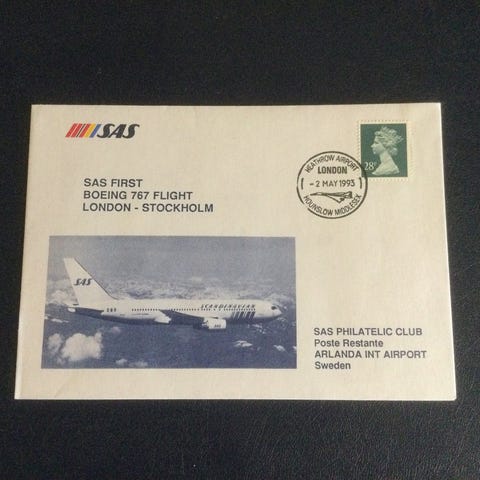 SAS
SAS FIRST
BOEING 767 FLIGHT
LONDON - STOCKHOLM
HEATHROW AIRPORT
LONDON
- 2 MAY 1993
HOUNSLOW MIDDLESEX
28P
SAS
SCANDINAVIAN
SAS PHILATELIC CLUB
Poste Restante
ARLANDA INT AIRPORT
Sweden